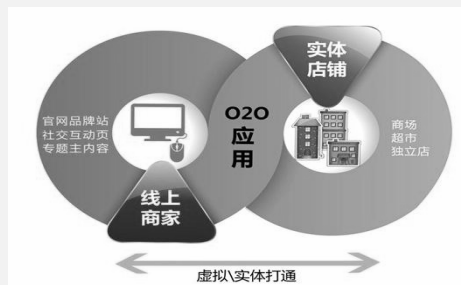 实体
店铺
官网品牌站
社交互动页
专题主内容
O2O
应
用
商场
超市
独立店
线上
商家
虚拟\实体打通